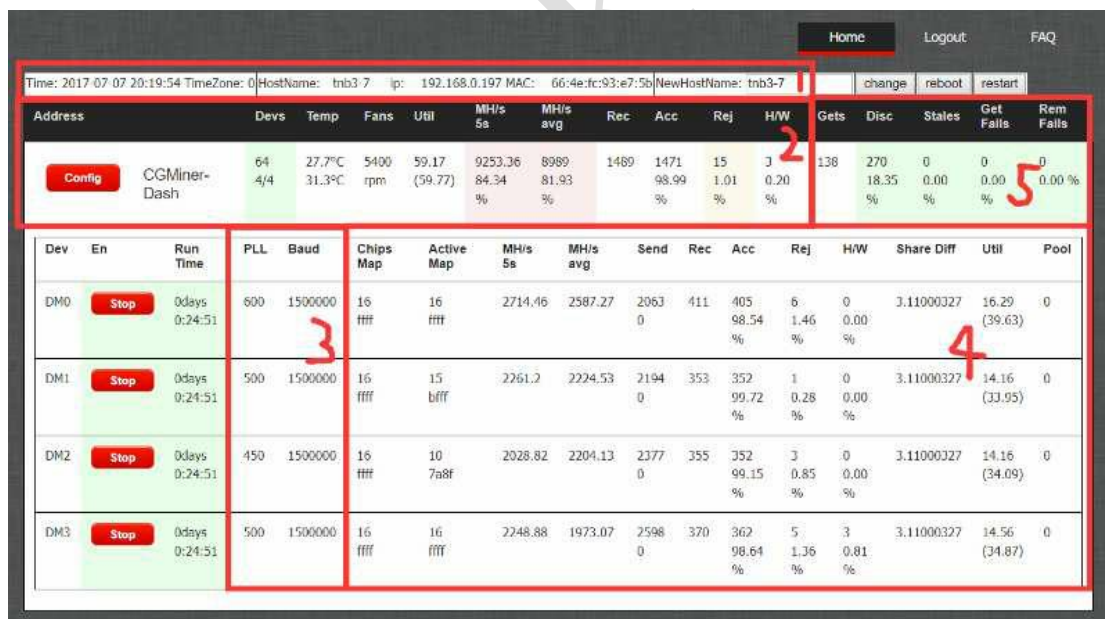 Home Logout FAQ
Time: 2017-07-07 20:19:54 TimeZone: 0 HostName: tnb3-7 ip: 192.168.0.197 MAC: 66:4e:fc:93:e7:5b NewHostName: tnb3-7 change reboot restart
1
Address Devs Temp Fans Util MH/s 5s MH/s avg Rec Acc Rej H/W Gets Disc Stales Get Fails Rem Fails
Config CGMiner- 64 27.7°C 5400 59.17 9253.36 8989 1489 1471 15 3 138 270 0 0 0
Dash 4/4 31.3°C rpm (59.77) 84.34 81.93 98.99 1.01 0.20 18.35 0.00 0.00 0.00 %
% % % % % % % %
2
5
Dev En Run Time PLL Baud Chips Map Active Map MH/s 5s MH/s avg Send Rec Acc Rej H/W Share Diff Util Pool
DM0 Stop 0days 600 1500000 16 16 2714.46 2587.27 2063 411 405 6 0 3.11000327 16.29 0
0:24:51 ffff ffff 0 98.54 1.46 0.00 (39.63)
% % %
3
4
DM1 Stop 0days 500 1500000 16 15 2261.2 2224.53 2194 353 352 1 0 3.11000327 14.16 0
0:24:51 ffff bfff 0 99.72 0.28 0.00 (33.95)
% % %
DM2 Stop 0days 450 1500000 16 10 2028.82 2204.13 2377 355 352 3 0 3.11000327 14.16 0
0:24:51 ffff 7a8f 0 99.15 0.85 0.00 (34.09)
% % %
DM3 Stop 0days 500 1500000 16 16 2248.88 1973.07 2598 370 362 5 3 3.11000327 14.56 0
0:24:51 ffff ffff 0 98.64 1.36 0.81 (34.87)
% % %